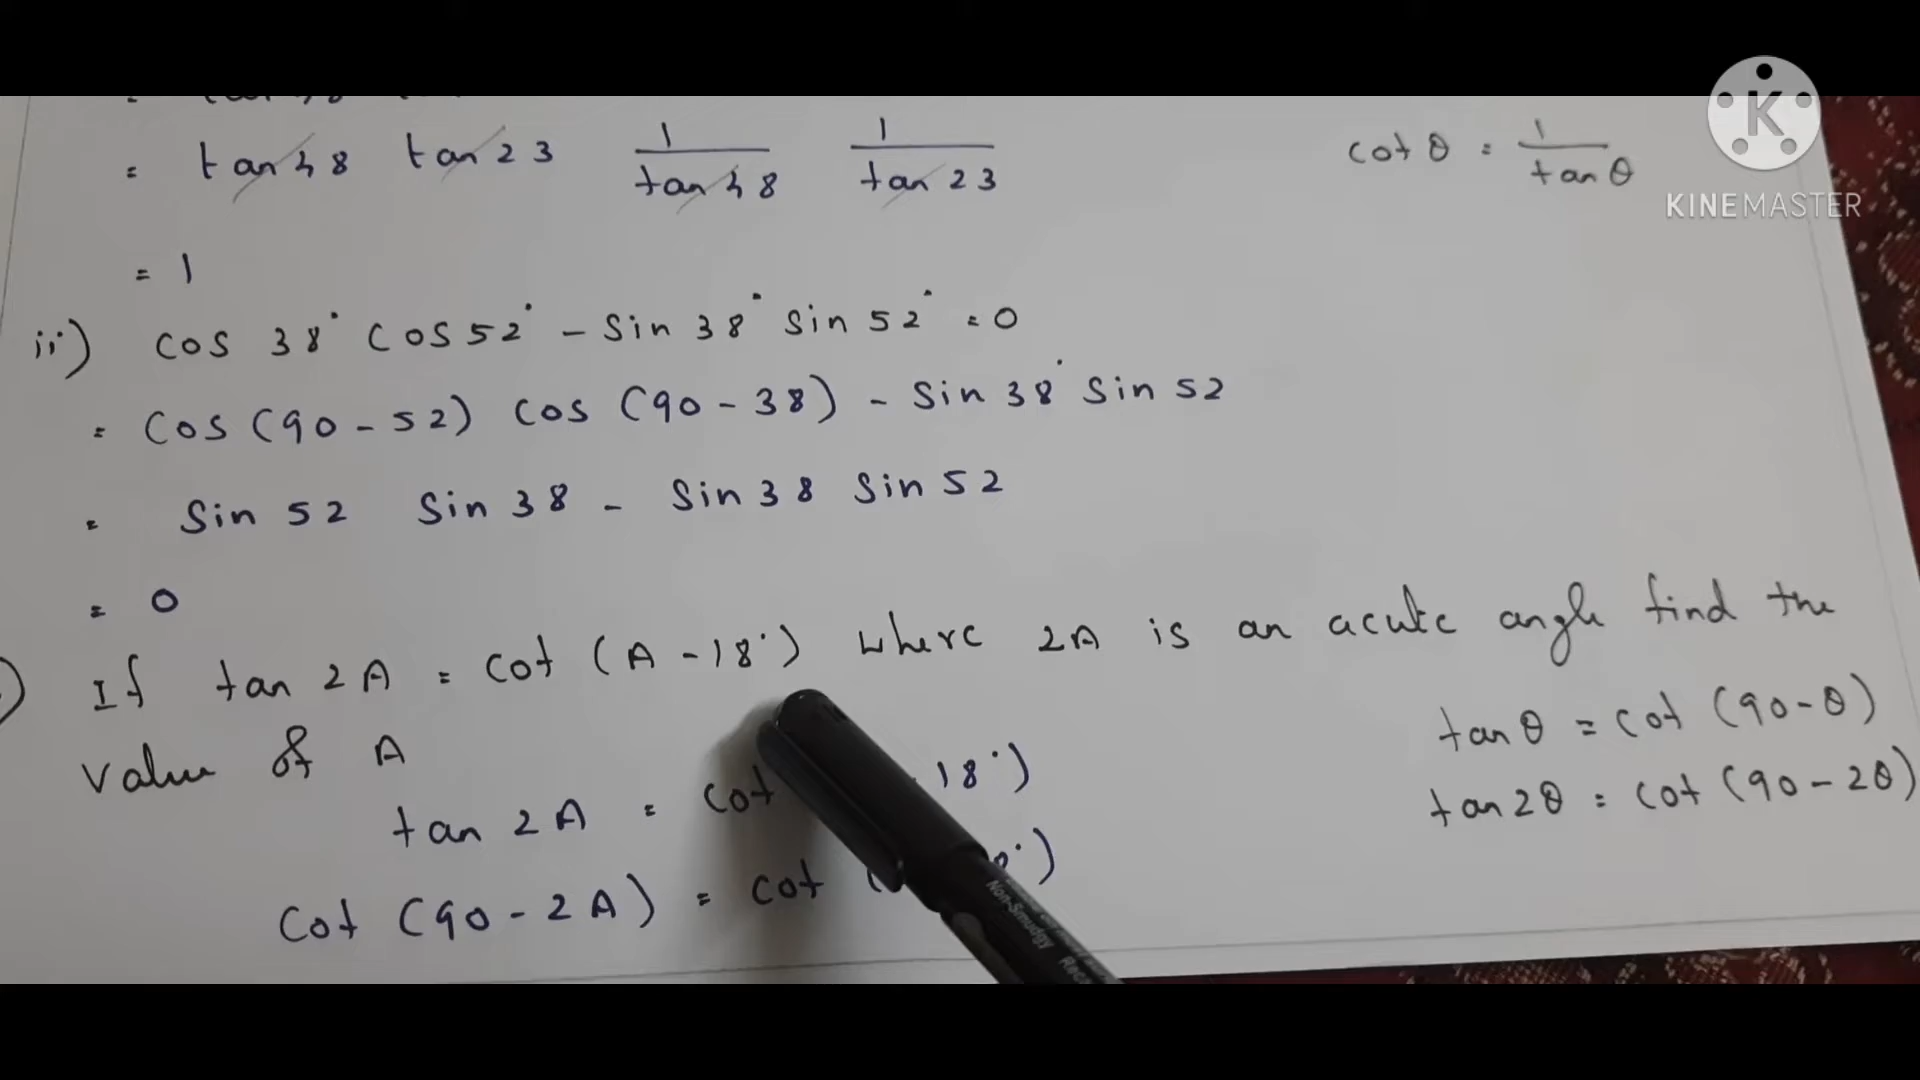 = tan 48 tan 23 1/tan 48 1/tan 23
cot θ = 1/tan θ
K
KINEMASTER
= 1
ii) cos 38° cos 52° - sin 38° sin 52° = 0
= cos (90 - 52) cos (90 - 38) - sin 38° sin 52
= sin 52 sin 38 - sin 38 sin 52
= 0
) If tan 2A = cot (A - 18°) where 2A is an acute angle find the
value of A
tan θ = cot (90 - θ)
tan 2θ = cot (90 - 2θ)
tan 2A = cot - 18°)
cot (90 - 2A) = cot ( °)
Non-Smudgy